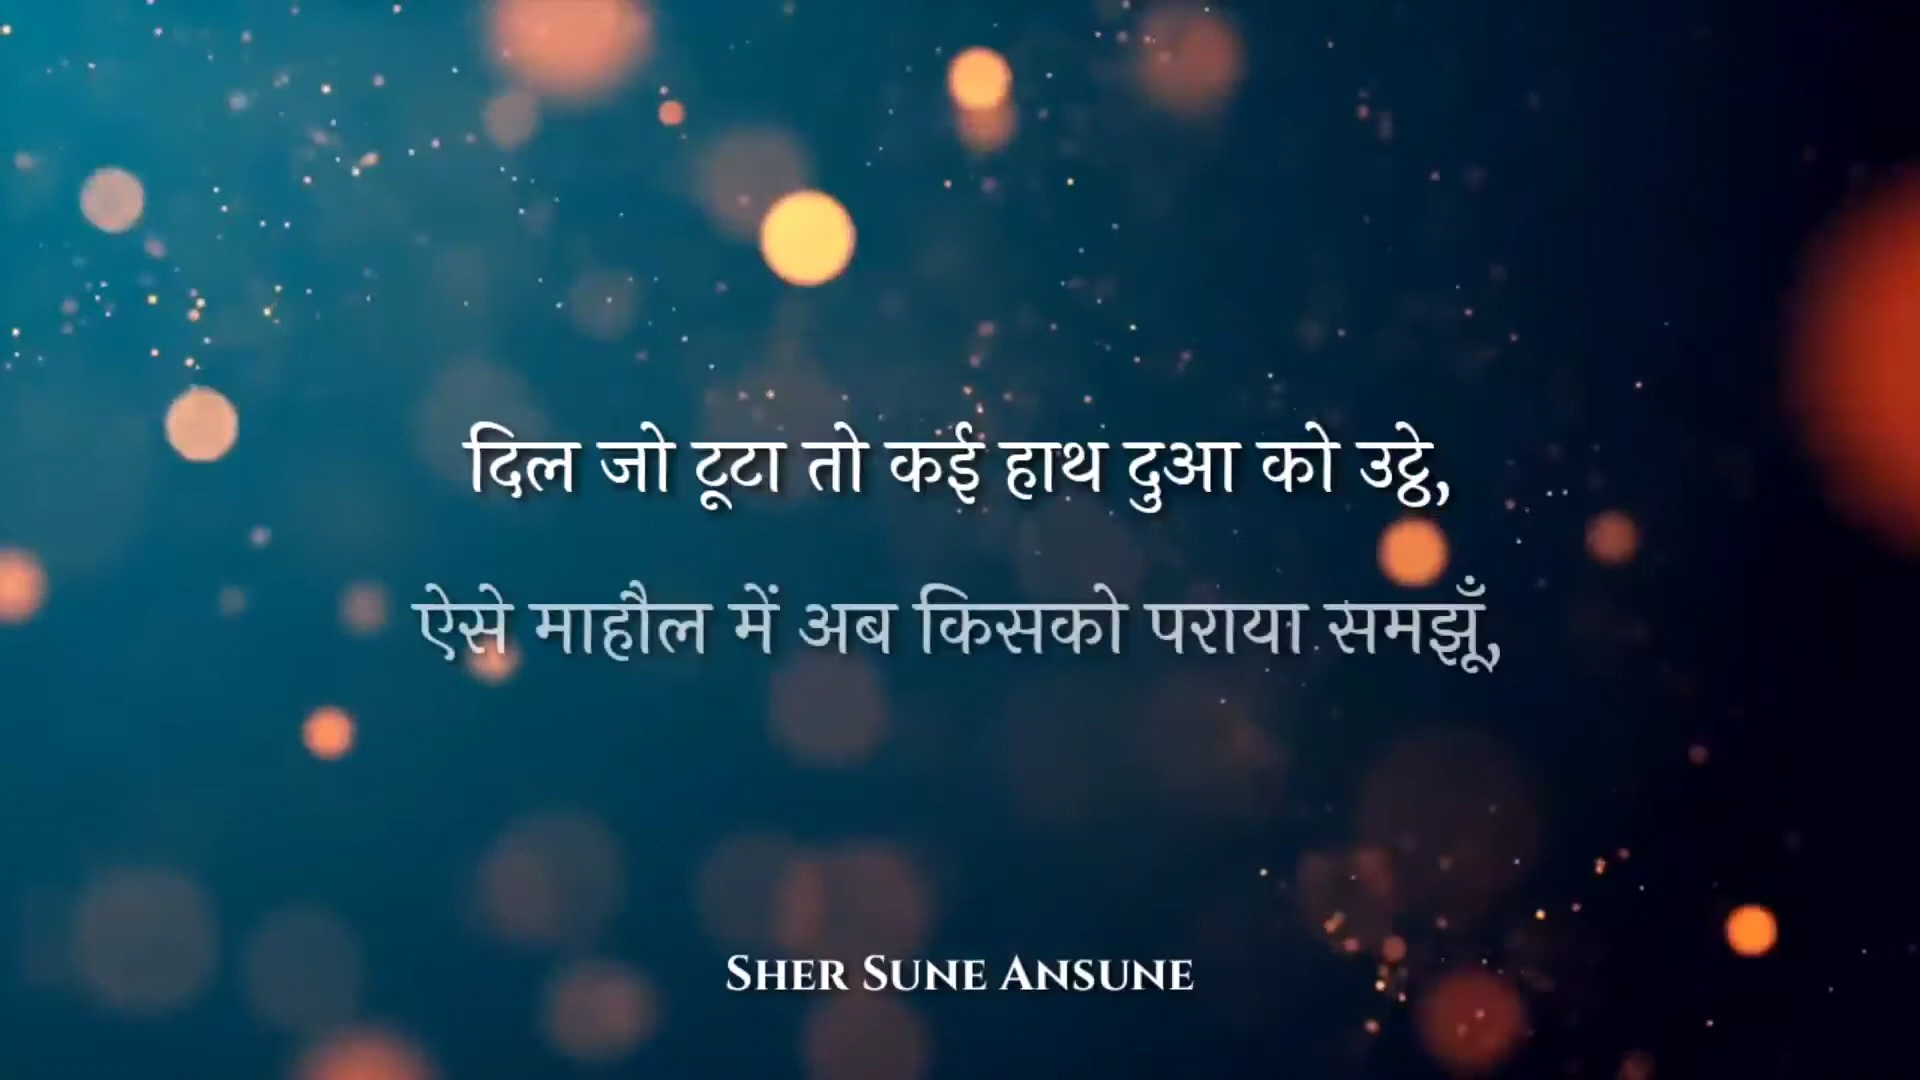 दिल जो टूटा तो कई हाथ दुआ को उट्ठे,
ऐसे माहौल में अब किसको पराया समझूँ,
Sher Sune Ansune